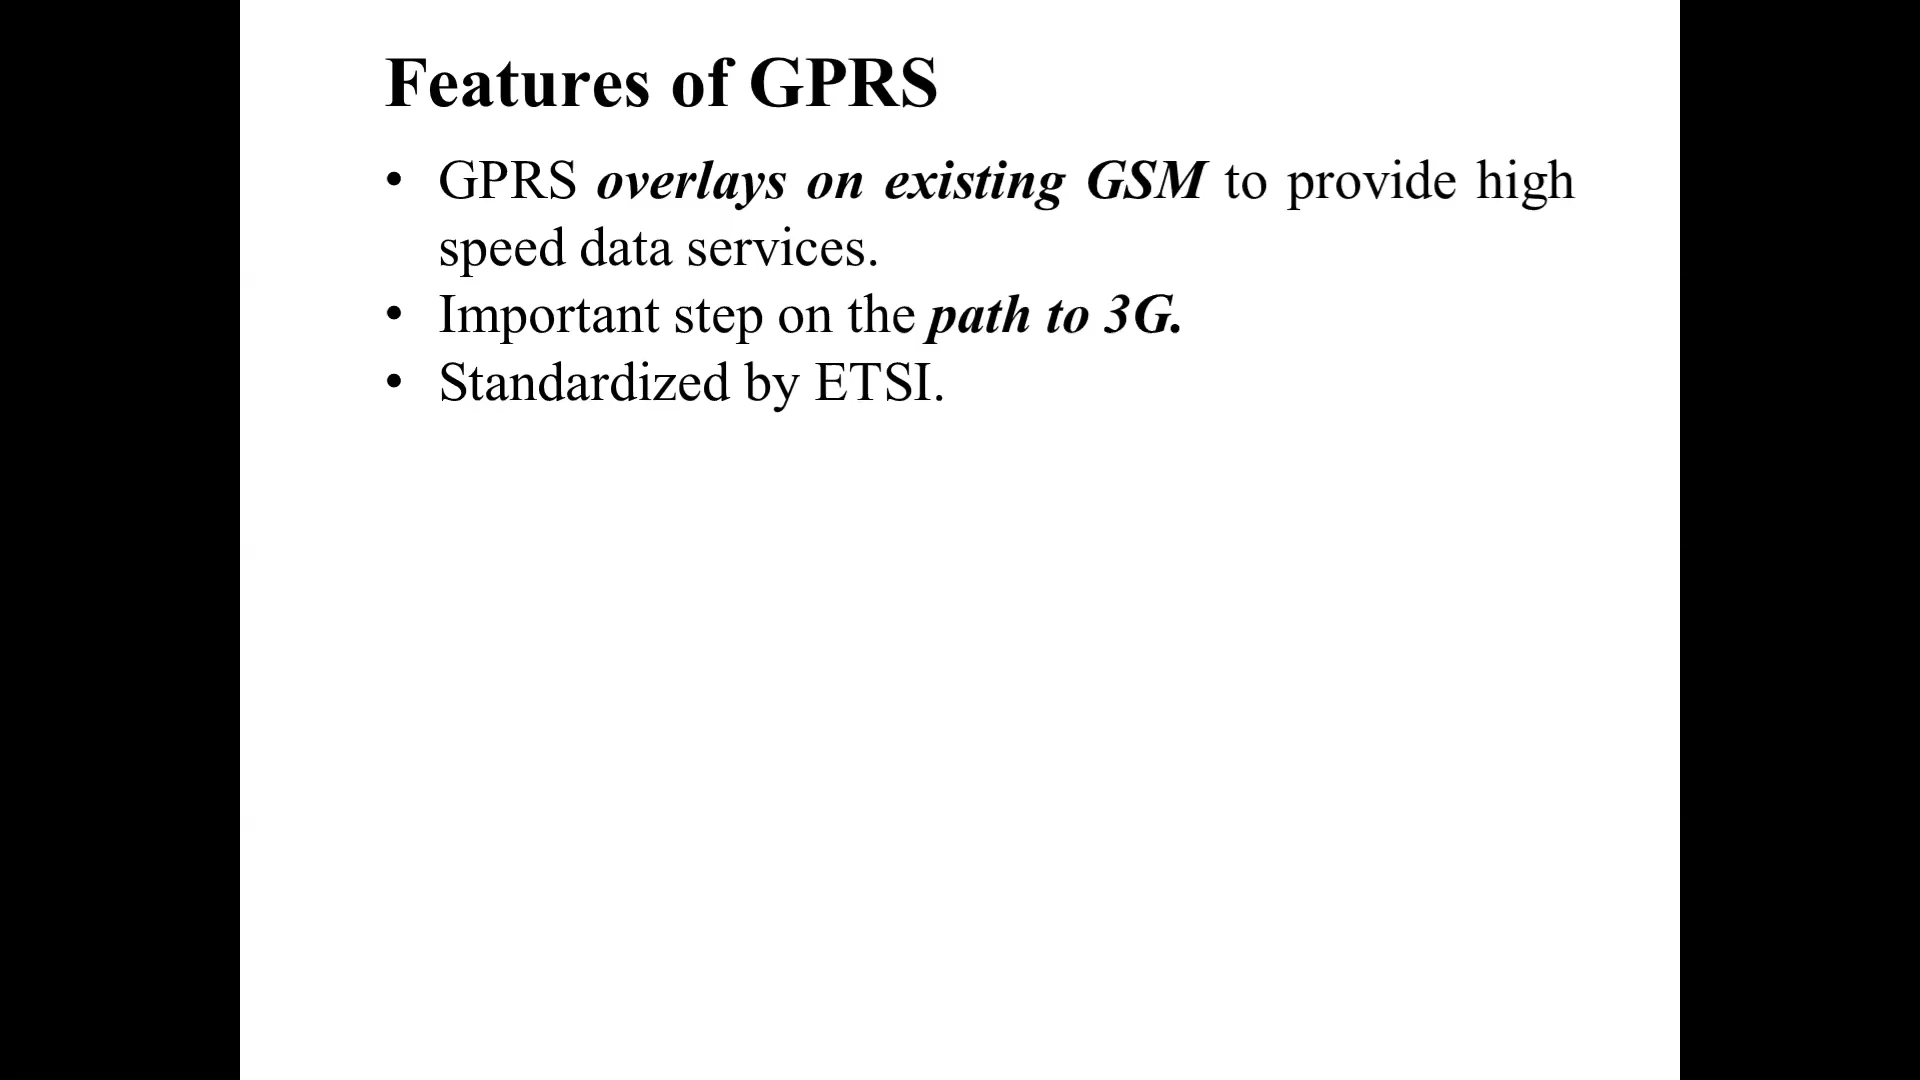 Features of GPRS
• GPRS overlays on existing GSM to provide high
speed data services.
• Important step on the path to 3G.
• Standardized by ETSI.